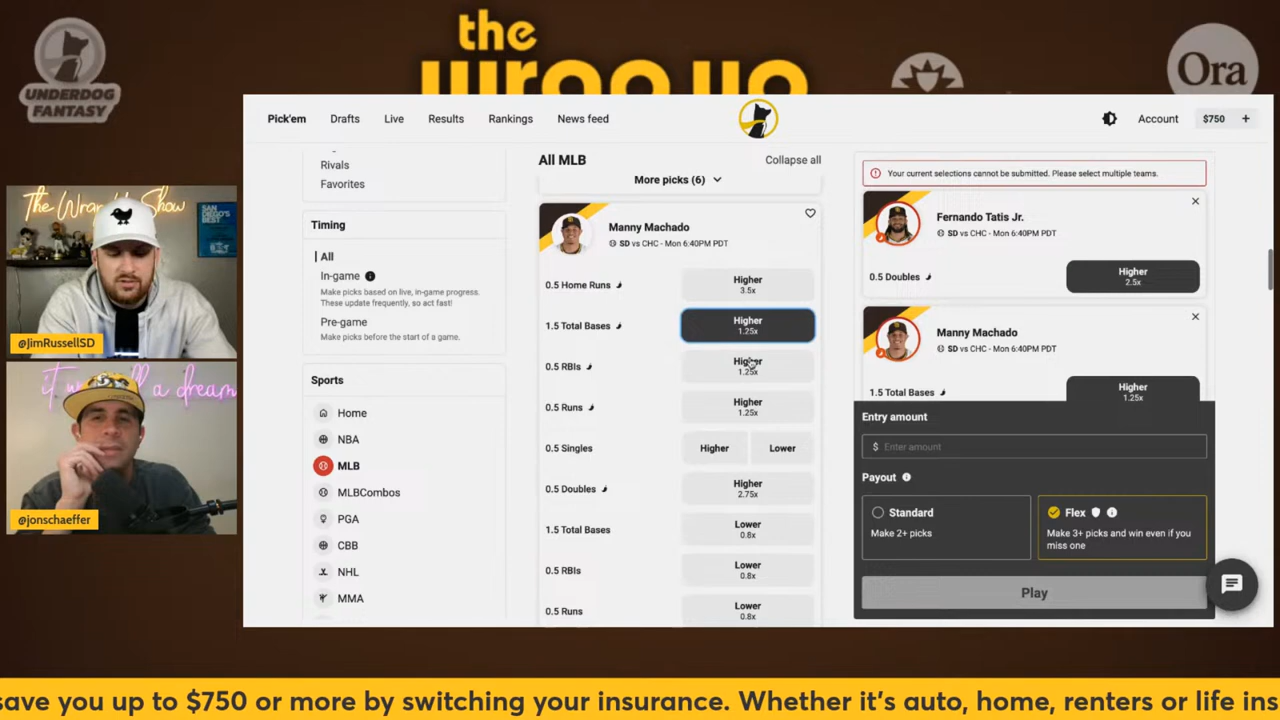 the
wrap up
UNDERDOG
FANTASY
Ora
Pick'em Drafts Live Results Rankings News feed Account $750 +
Rivals
Favorites
Timing
All
In-game
Make picks based on live, in-game progress.
These update frequently, so act fast!
Pre-game
Make picks before the start of a game.
Sports
Home
NBA
MLB
MLBCombos
PGA
CBB
NHL
MMA
All MLB Collapse all
More picks (6)
Manny Machado
SD vs CHC - Mon 6:40PM PDT
0.5 Home Runs Higher
3.5x
1.5 Total Bases Higher
1.25x
0.5 RBIs Higher
1.25x
0.5 Runs Higher
1.25x
0.5 Singles Higher Lower
0.5 Doubles Higher
2.75x
1.5 Total Bases Lower
0.8x
0.5 RBIs Lower
0.8x
0.5 Runs Lower
0.8x
Your current selections cannot be submitted. Please select multiple teams.
Fernando Tatis Jr.
SD vs CHC - Mon 6:40PM PDT
0.5 Doubles Higher
2.5x
Manny Machado
SD vs CHC - Mon 6:40PM PDT
1.5 Total Bases Higher
1.25x
Entry amount
$ Enter amount
Payout
Standard
Make 2+ picks
Flex
Make 3+ picks and win even if you
miss one
Play
The Wrap Up Show
SAN DIEGO'S
BEST
@JimRussellSD
@jonschaeffer
save you up to $750 or more by switching your insurance. Whether it's auto, home, renters or life ins